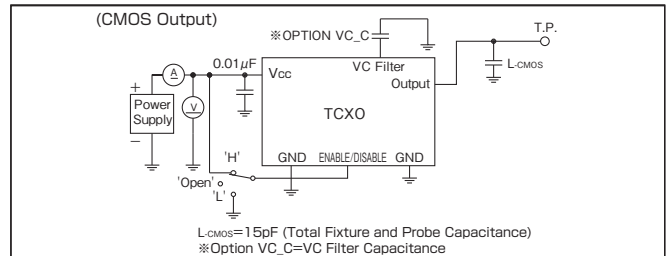 (CMOS Output)
※OPTION VC_C
T.P.
0.01μF
Vcc
VC Filter
Output
L-CMOS
A
+
Power
Supply
−
V
TCXO
'H'
GND
ENABLE/DISABLE
GND
'Open'
'L'
L-CMOS=15pF (Total Fixture and Probe Capacitance)
※Option VC_C=VC Filter Capacitance